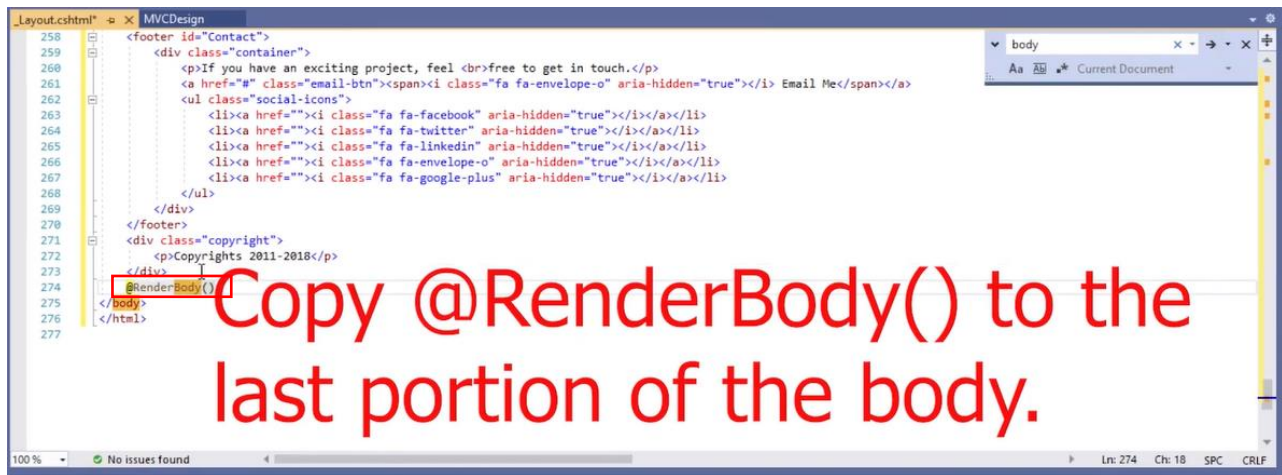 _Layout.cshtml* MVCDesign
258 <footer id="Contact">
259 <div class="container">
260 <p>If you have an exciting project, feel <br>free to get in touch.</p>
261 <a href="#" class="email-btn"><span><i class="fa fa-envelope-o" aria-hidden="true"></i> Email Me</span></a>
262 <ul class="social-icons">
263 <li><a href=""><i class="fa fa-facebook" aria-hidden="true"></i></a></li>
264 <li><a href=""><i class="fa fa-twitter" aria-hidden="true"></i></a></li>
265 <li><a href=""><i class="fa fa-linkedin" aria-hidden="true"></i></a></li>
266 <li><a href=""><i class="fa fa-envelope-o" aria-hidden="true"></i></a></li>
267 <li><a href=""><i class="fa fa-google-plus" aria-hidden="true"></i></a></li>
268 </ul>
269 </div>
270 </footer>
271 <div class="copyright">
272 <p>Copyrights 2011-2018</p>
273 </div>
274 @RenderBody()
275 </body>
276 </html>
277
body
Aa Ab .* Current Document
Copy @RenderBody() to the
last portion of the body.
100 % No issues found Ln: 274 Ch: 18 SPC CRLF